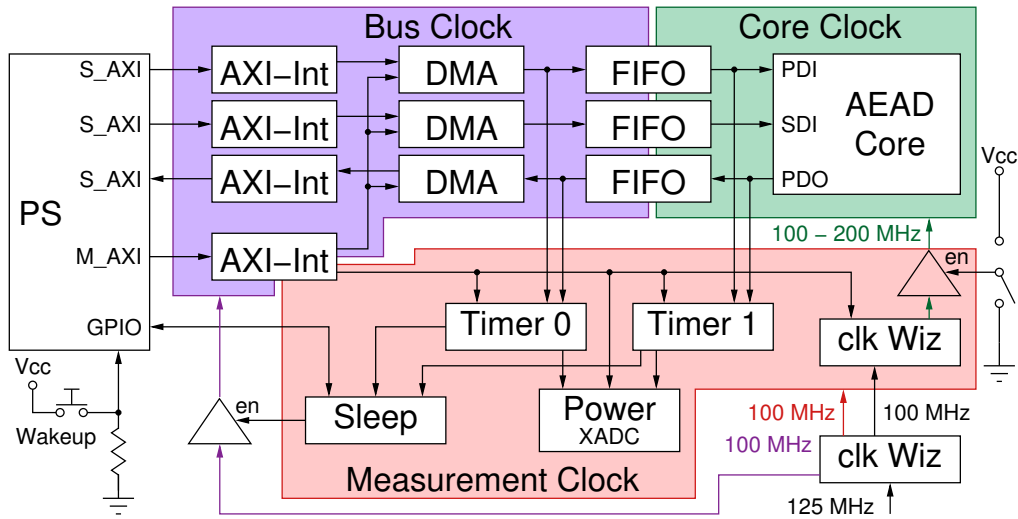 Bus Clock
Core Clock
S_AXI
AXI−Int
DMA
FIFO
PDI
AEAD
Core
S_AXI
AXI−Int
DMA
FIFO
SDI
S_AXI
AXI−Int
DMA
FIFO
PDO
Vcc
PS
M_AXI
AXI−Int
100 − 200 MHz
en
GPIO
Timer 0
Timer 1
clk Wiz
Vcc
Wakeup
en
Sleep
Power
XADC
100 MHz
100 MHz
100 MHz
clk Wiz
Measurement Clock
125 MHz